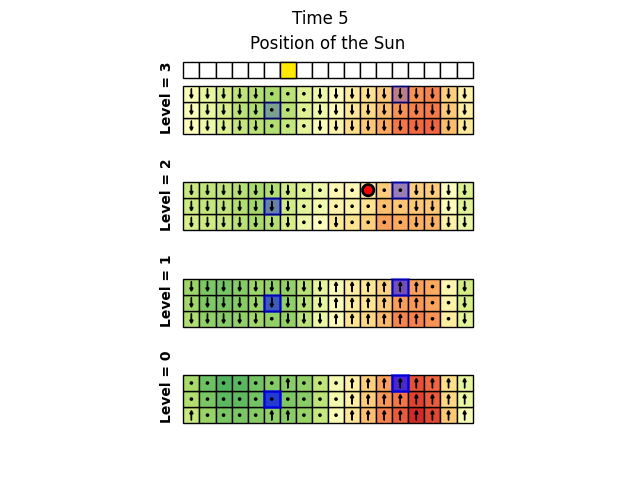 Time 5
Position of the Sun
Level = 3
Level = 2
Level = 1
Level = 0